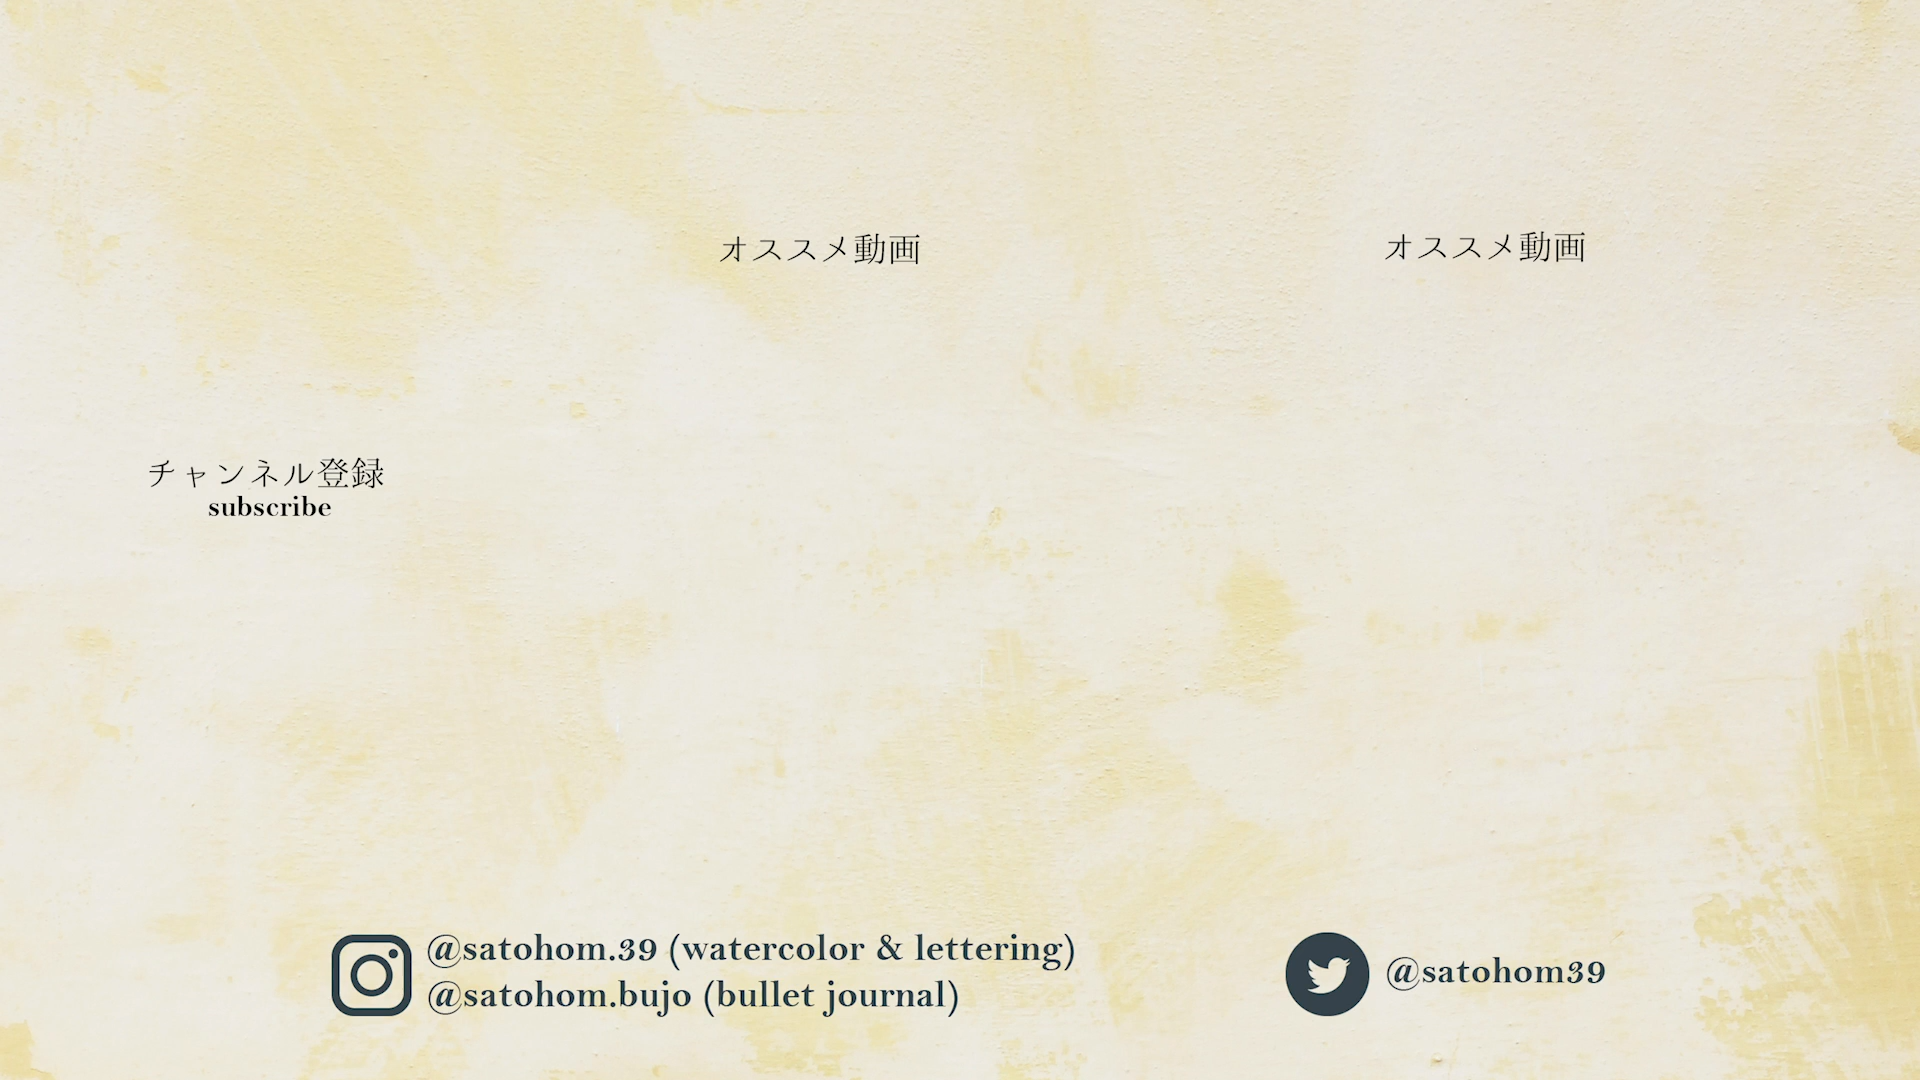 オススメ動画
オススメ動画
チャンネル登録
subscribe
@satohom.39 (watercolor & lettering)
@satohom.bujo (bullet journal)
@satohom39